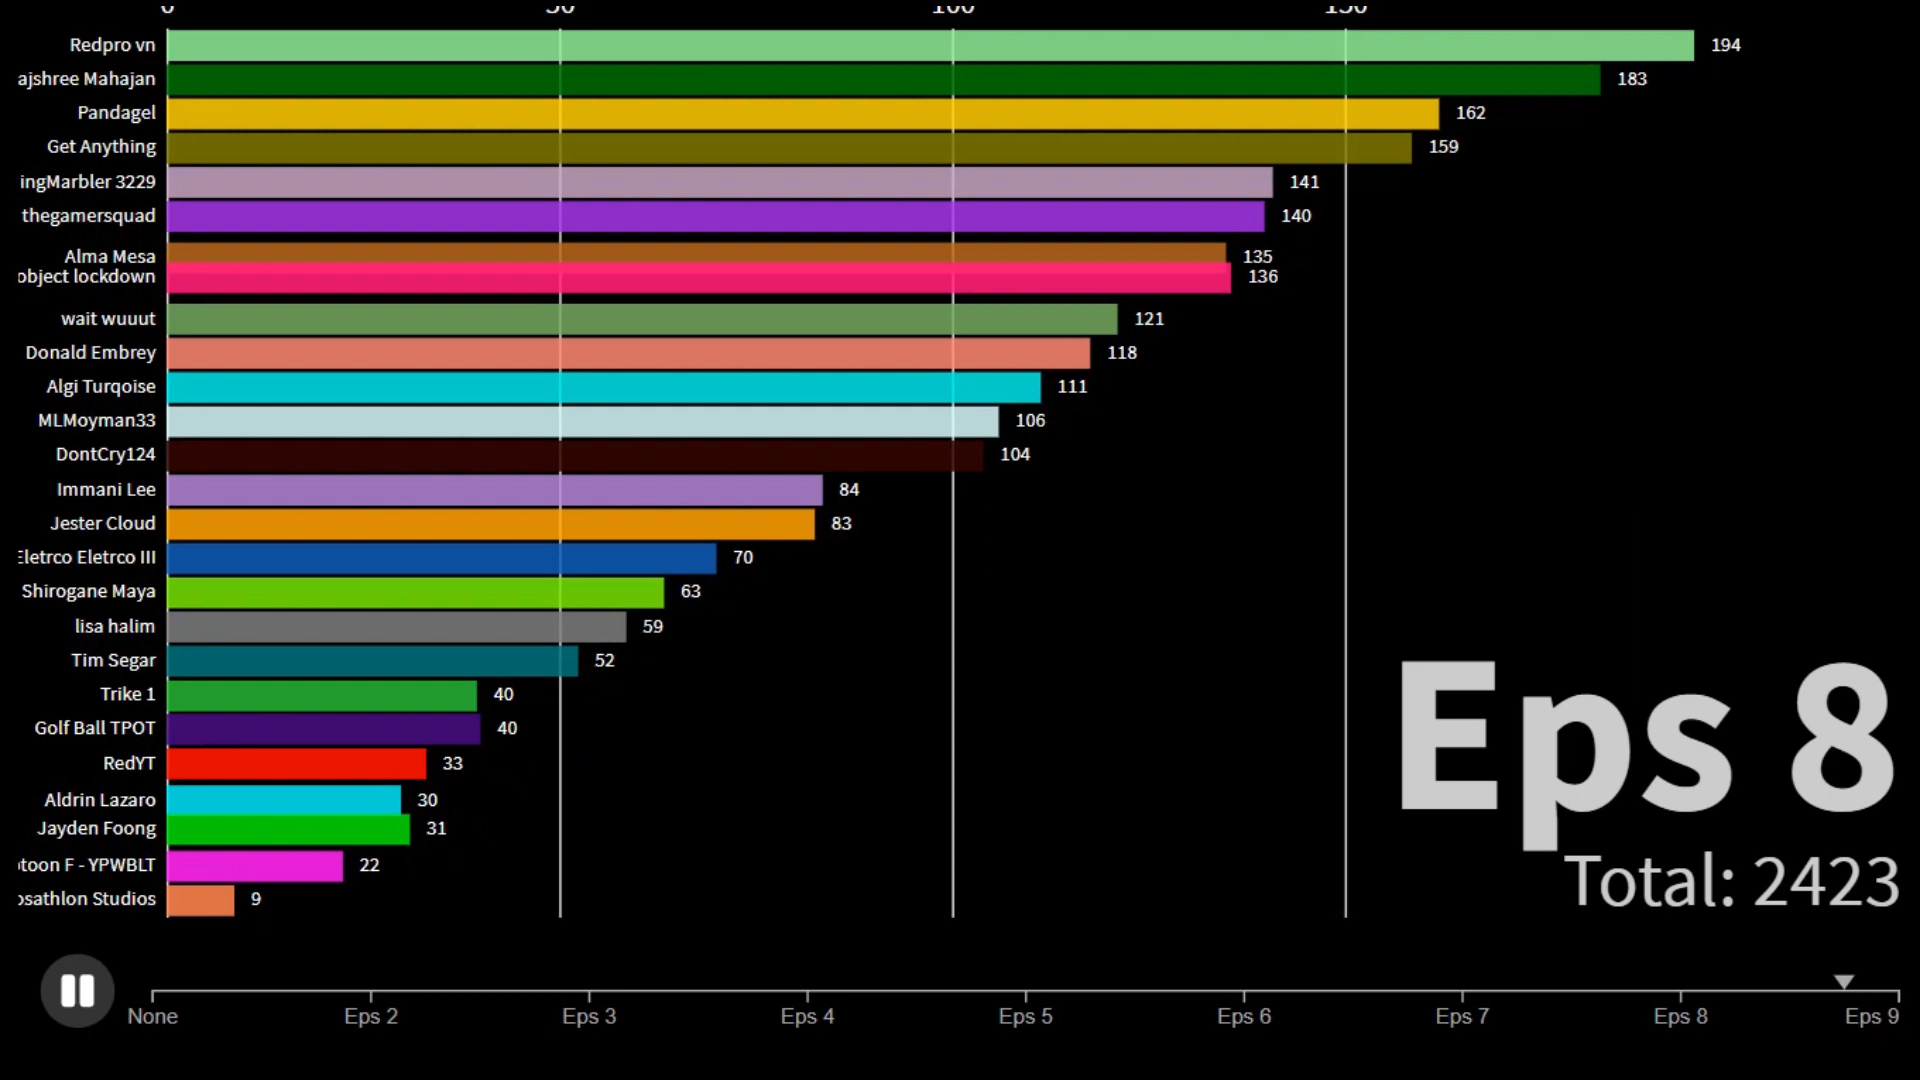 0 50 100 150
Redpro vn 194
ajshree Mahajan 183
Pandagel 162
Get Anything 159
ingMarbler 3229 141
thegamersquad 140
Alma Mesa 135
object lockdown 136
wait wuuut 121
Donald Embrey 118
Algi Turqoise 111
MLMoyman33 106
DontCry124 104
Immani Lee 84
Jester Cloud 83
Eletrco Eletrco III 70
Shirogane Maya 63
lisa halim 59
Tim Segar 52
Trike 1 40
Golf Ball TPOT 40
RedYT 33
Aldrin Lazaro 30
Jayden Foong 31
toon F - YPWBLT 22
osathlon Studios 9
Eps 8
Total: 2423
None Eps 2 Eps 3 Eps 4 Eps 5 Eps 6 Eps 7 Eps 8 Eps 9